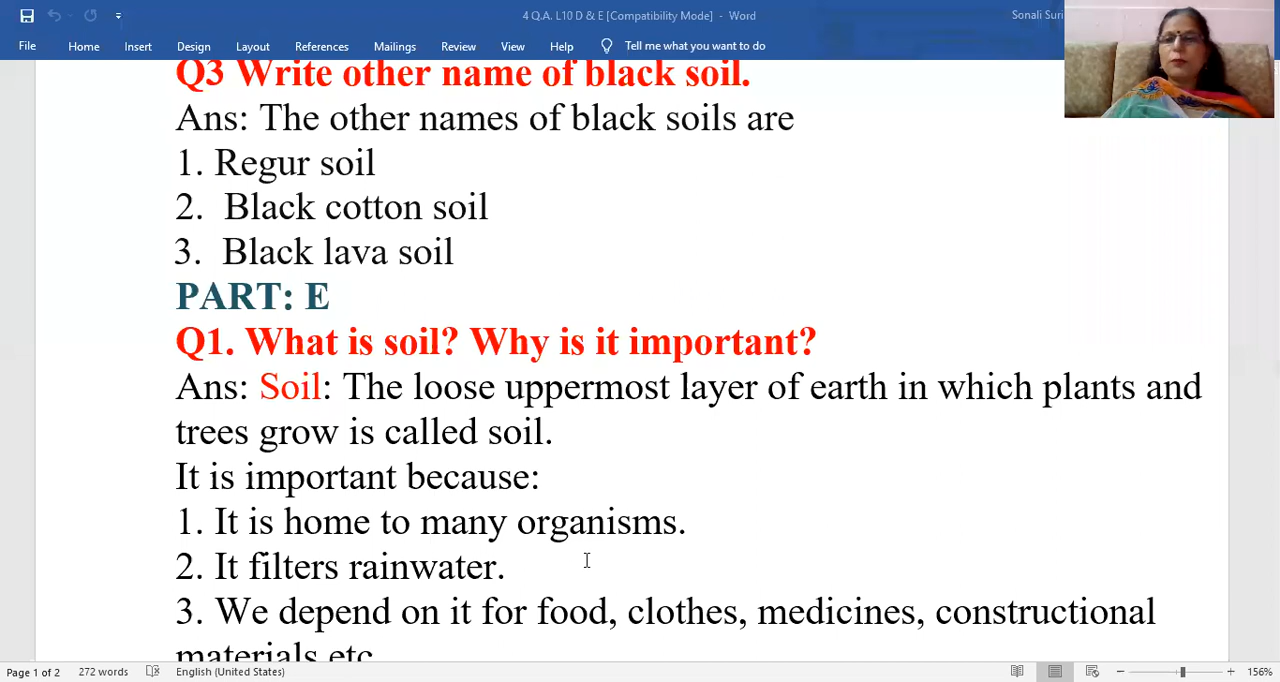 4 Q.A. L10 D & E [Compatibility Mode] - Word
Sonali Suri
File Home Insert Design Layout References Mailings Review View Help Tell me what you want to do
Q3 Write other name of black soil.
Ans: The other names of black soils are
1. Regur soil
2. Black cotton soil
3. Black lava soil
PART: E
Q1. What is soil? Why is it important?
Ans: Soil: The loose uppermost layer of earth in which plants and
trees grow is called soil.
It is important because:
1. It is home to many organisms.
2. It filters rainwater.
3. We depend on it for food, clothes, medicines, constructional
materials etc
Page 1 of 2 272 words English (United States) 156%